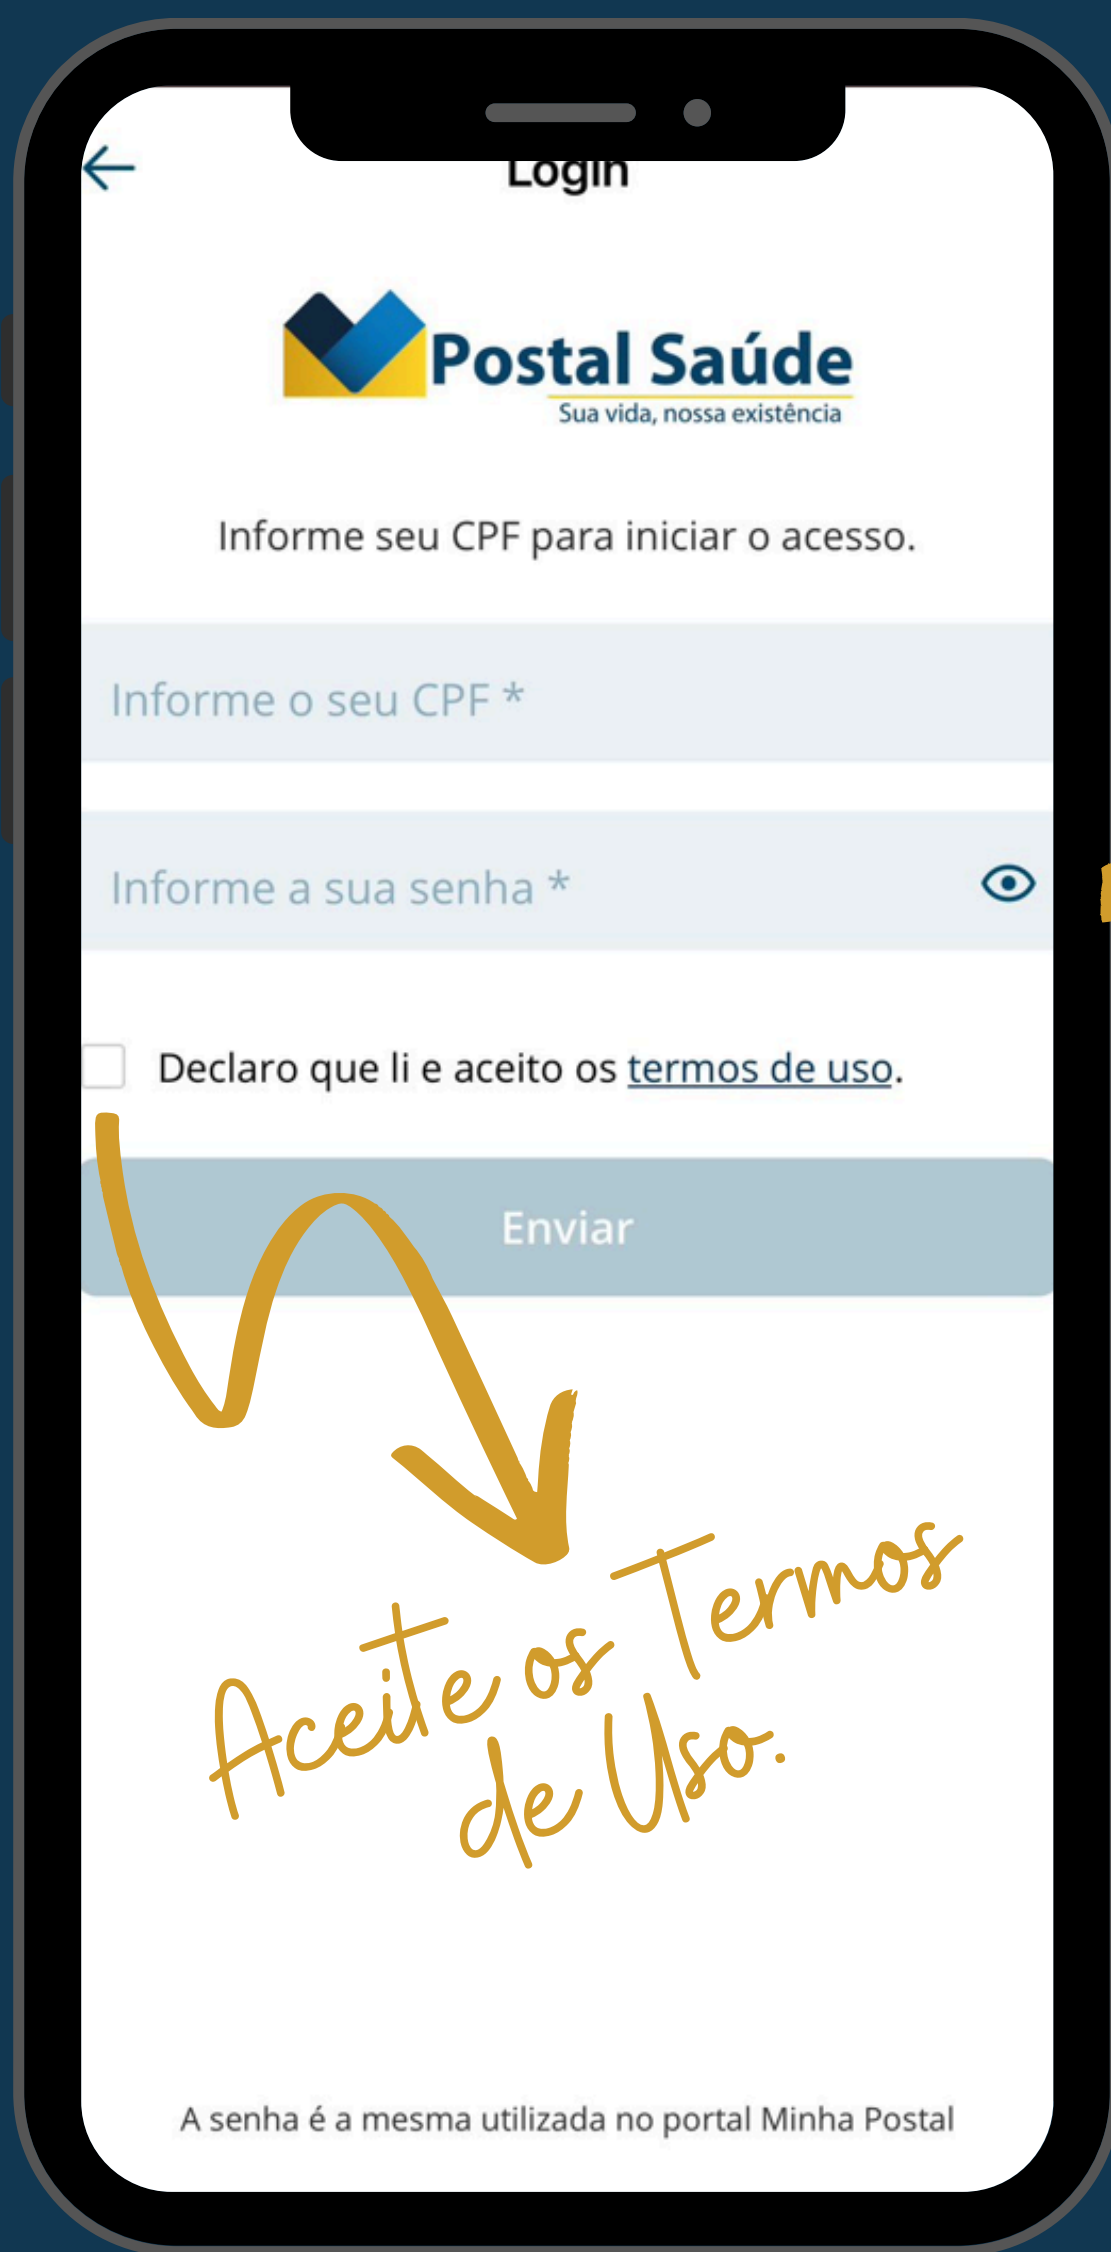 Login
Postal Saúde
Sua vida, nossa existência
Informe seu CPF para iniciar o acesso.
Informe o seu CPF *
Informe a sua senha *
Declaro que li e aceito os termos de uso.
Enviar
Aceite os Termos
de Uso.
A senha é a mesma utilizada no portal Minha Postal